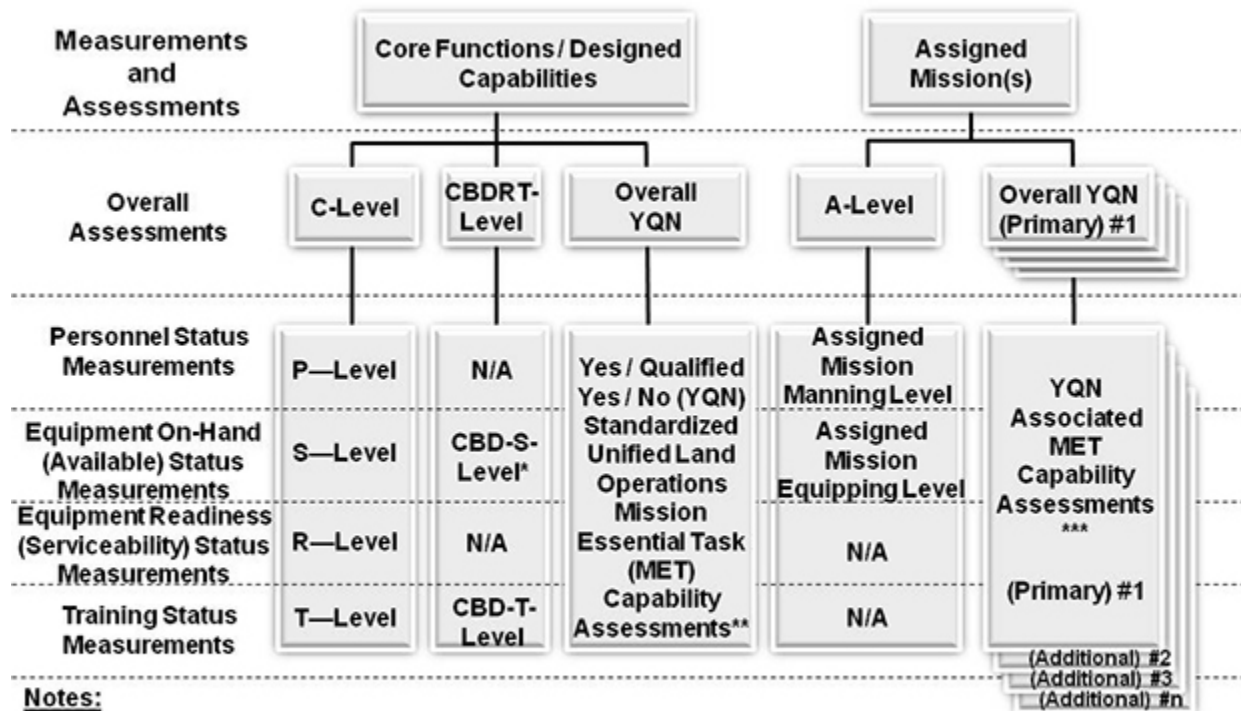 Measurements
and
Assessments
Core Functions / Designed
Capabilities
Assigned
Mission(s)
Overall
Assessments
C-Level
CBDRT-
Level
Overall
YQN
A-Level
Overall YQN
(Primary) #1
Personnel Status
Measurements
P—Level
N/A
Yes / Qualified
Yes / No (YQN)
Standardized
Unified Land
Operations
Mission
Essential Task
(MET)
Capability
Assessments**
Assigned
Mission
Manning Level
YQN
Associated
MET
Capability
Assessments
***
(Primary) #1
Equipment On-Hand
(Available) Status
Measurements
S—Level
CBD-S-
Level*
Assigned
Mission
Equipping Level
Equipment Readiness
(Serviceability) Status
Measurements
R—Level
N/A
N/A
Training Status
Measurements
T—Level
CBD-T-
Level
N/A
(Additional) #2
(Additional) #3
(Additional) #n
Notes: